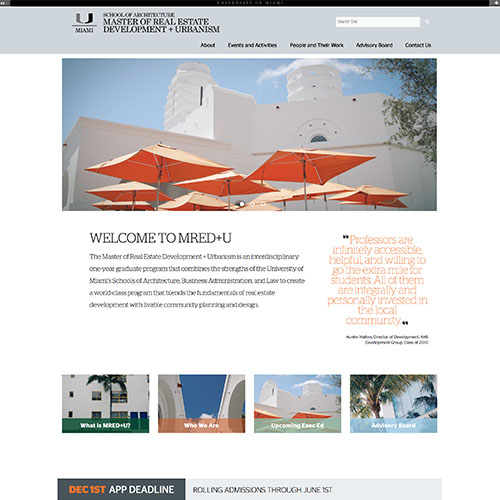 UNIVERSITY OF MIAMI
U
MIAMI
SCHOOL OF ARCHITECTURE
MASTER OF REAL ESTATE
DEVELOPMENT + URBANISM
Search Site
About
Events and Activities
People and Their Work
Advisory Board
Contact Us
WELCOME TO MRED+U
The Master of Real Estate Development + Urbanism is an interdisciplinary
one-year graduate program that combines the strengths of the University of
Miami's Schools of Architecture, Business Administration, and Law to create
a world-class program that blends the fundamentals of real estate
development with livable community planning and design.
"Professors are
infinitely accessible,
helpful, and willing to
go the extra mile for
students. All of them
are integrally and
personally invested in
the local
community."
Hunter Melton, Director of Development, AHS
Development Group, Class of 2010
What is MRED+U?
Who We Are
Upcoming Exec Ed
Advisory Board
DEC 1ST APP DEADLINE
ROLLING ADMISSIONS THROUGH JUNE 1ST